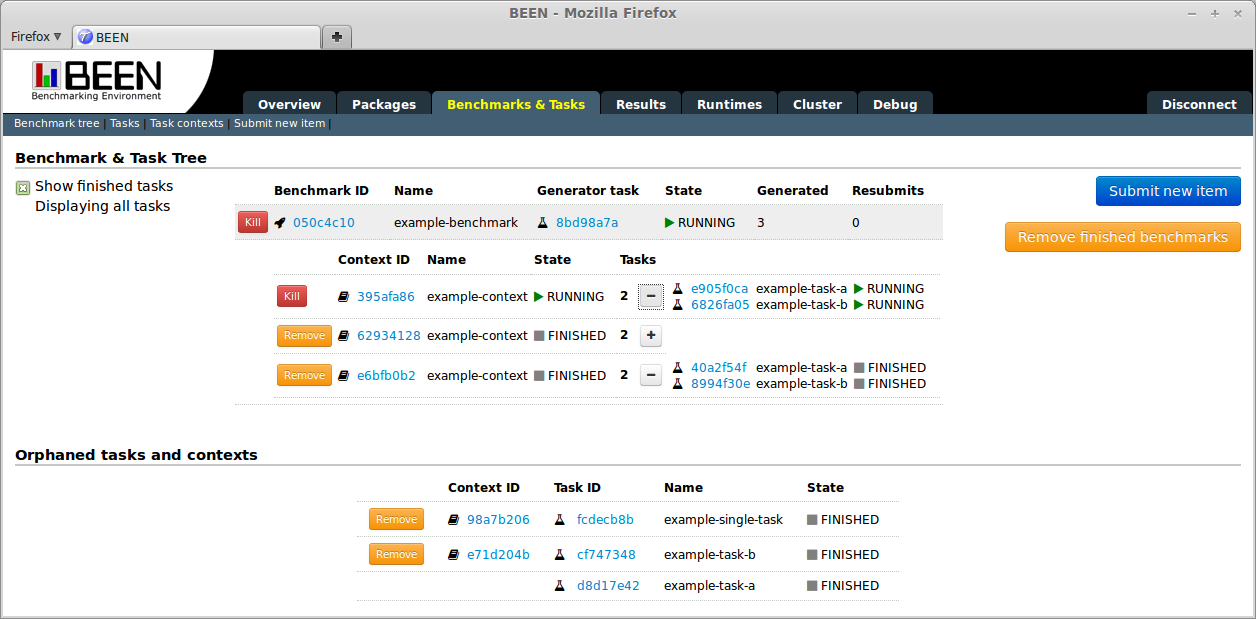 BEEN - Mozilla Firefox
Firefox
BEEN
BEEN
Benchmarking Environment
Overview Packages Benchmarks & Tasks Results Runtimes Cluster Debug Disconnect
Benchmark tree | Tasks | Task contexts | Submit new item |
Benchmark & Task Tree
Show finished tasks
Displaying all tasks
Submit new item
Remove finished benchmarks
Benchmark ID Name Generator task State Generated Resubmits
Kill 050c4c10 example-benchmark 8bd98a7a RUNNING 3 0
Context ID Name State Tasks
Kill 395afa86 example-context RUNNING 2 − e905f0ca example-task-a RUNNING
6826fa05 example-task-b RUNNING
Remove 62934128 example-context FINISHED 2 +
Remove e6bfb0b2 example-context FINISHED 2 − 40a2f54f example-task-a FINISHED
8994f30e example-task-b FINISHED
Orphaned tasks and contexts
Context ID Task ID Name State
Remove 98a7b206 fcdecb8b example-single-task FINISHED
Remove e71d204b cf747348 example-task-b FINISHED
d8d17e42 example-task-a FINISHED